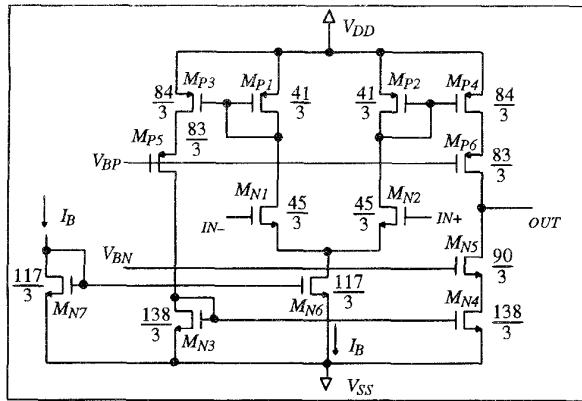 V_DD
M_P3 M_P1 M_P2 M_P4
84/3 41/3 41/3 84/3
M_P5 83/3 M_P6
V_BP 83/3
M_N1 M_N2
IN– 45/3 45/3 IN+
OUT
I_B
V_BN M_N5 90/3
117/3 M_N7 M_N6 117/3 M_N4
138/3 M_N3 I_B 138/3
V_SS